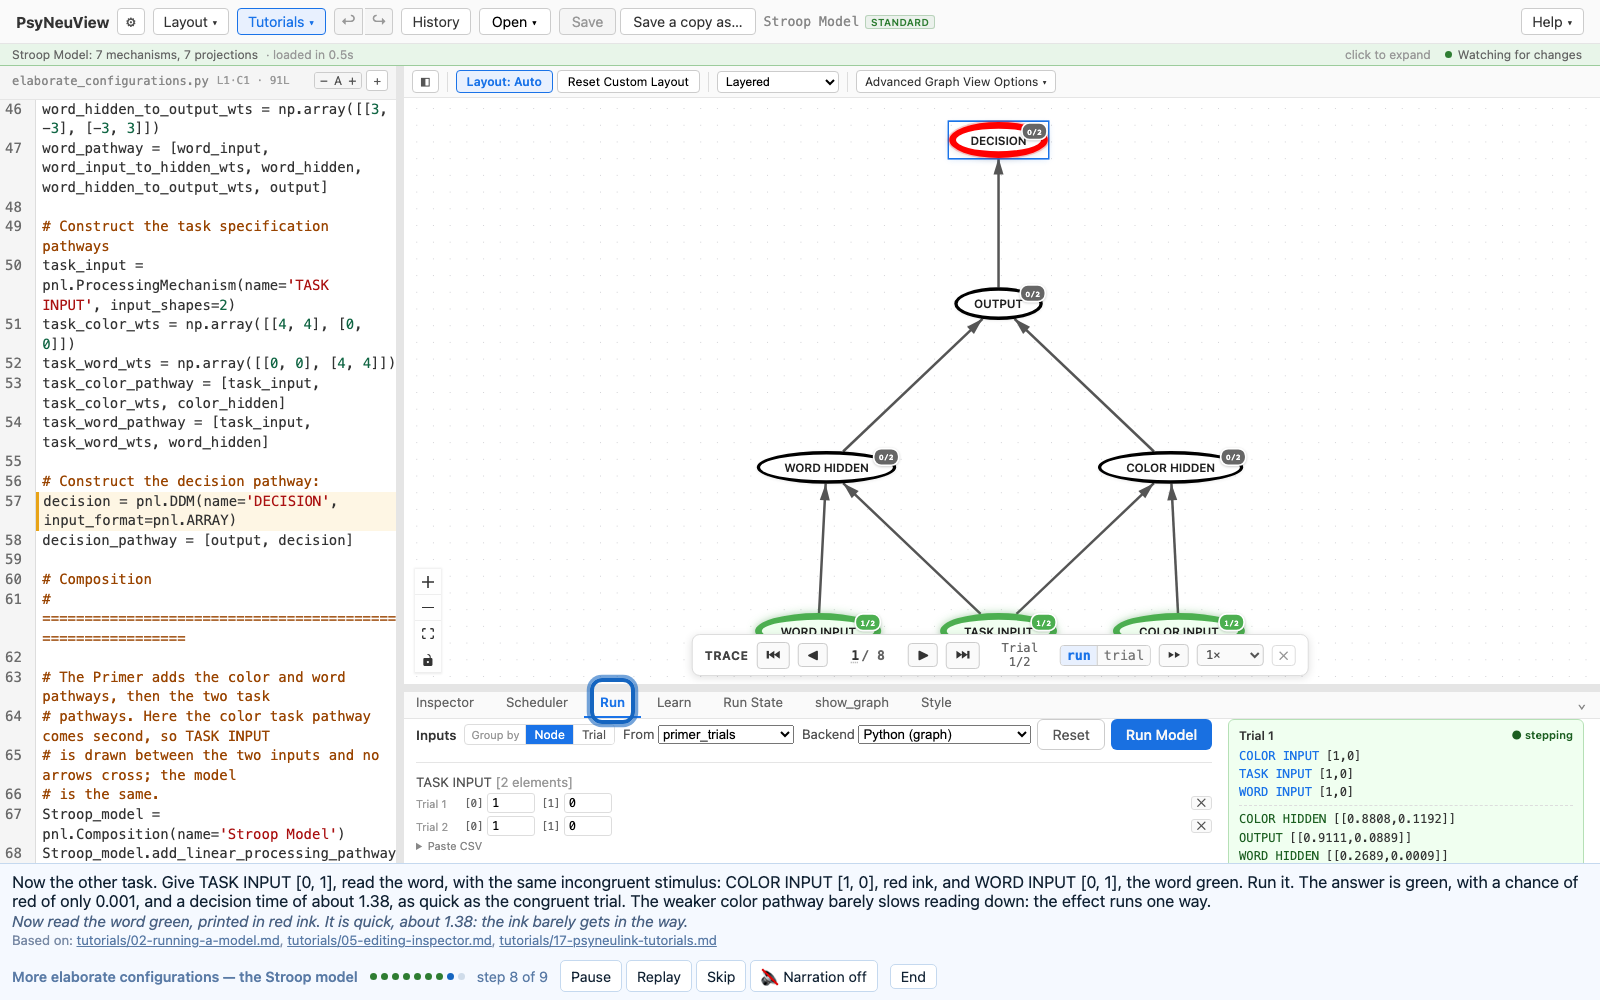 PsyNeuView ⚙ Layout ▾ Tutorials ▾ History Open ▾ Save Save a copy as... Stroop Model STANDARD Help ▾
Stroop Model: 7 mechanisms, 7 projections · loaded in 0.5s click to expand ● Watching for changes
elaborate_configurations.py L1:C1 · 91L − A + +
Layout: Auto Reset Custom Layout Layered Advanced Graph View Options ▾
46 word_hidden_to_output_wts = np.array([[3,
-3], [-3, 3]])
47 word_pathway = [word_input,
word_input_to_hidden_wts, word_hidden,
word_hidden_to_output_wts, output]
48
49 # Construct the task specification
pathways
50 task_input =
pnl.ProcessingMechanism(name='TASK
INPUT', input_shapes=2)
51 task_color_wts = np.array([[4, 4], [0,
0]])
52 task_word_wts = np.array([[0, 0], [4, 4]])
53 task_color_pathway = [task_input,
task_color_wts, color_hidden]
54 task_word_pathway = [task_input,
task_word_wts, word_hidden]
55
56 # Construct the decision pathway:
57 decision = pnl.DDM(name='DECISION',
input_format=pnl.ARRAY)
58 decision_pathway = [output, decision]
59
60 # Composition
61 #
==========================================
=================
62
63 # The Primer adds the color and word
pathways, then the two task
64 # pathways. Here the color task pathway
comes second, so TASK INPUT
65 # is drawn between the two inputs and no
arrows cross; the model
66 # is the same.
67 Stroop_model =
pnl.Composition(name='Stroop Model')
68 Stroop_model.add_linear_processing_pathway
DECISION 0/2
OUTPUT 0/2
WORD HIDDEN 0/2
COLOR HIDDEN 0/2
WORD INPUT 1/2
TASK INPUT 1/2
COLOR INPUT 1/2
TRACE 1 / 8 Trial 1/2 run trial 1×
Inspector Scheduler Run Learn Run State show_graph Style
Inputs Group by Node Trial From primer_trials Backend Python (graph) Reset Run Model
TASK INPUT [2 elements]
Trial 1 [0] 1 [1] 0
Trial 2 [0] 1 [1] 0
▸ Paste CSV
Trial 1 ● stepping
COLOR INPUT [1,0]
TASK INPUT [1,0]
WORD INPUT [1,0]
COLOR HIDDEN [[0.8808,0.1192]]
OUTPUT [[0.9111,0.0889]]
WORD HIDDEN [[0.2689,0.0009]]
Now the other task. Give TASK INPUT [0, 1], read the word, with the same incongruent stimulus: COLOR INPUT [1, 0], red ink, and WORD INPUT [0, 1], the word green. Run it. The answer is green, with a chance of
red of only 0.001, and a decision time of about 1.38, as quick as the congruent trial. The weaker color pathway barely slows reading down: the effect runs one way.
Now read the word green, printed in red ink. It is quick, about 1.38: the ink barely gets in the way.
Based on: tutorials/02-running-a-model.md, tutorials/05-editing-inspector.md, tutorials/17-psyneulink-tutorials.md
More elaborate configurations — the Stroop model step 8 of 9 Pause Replay Skip Narration off End